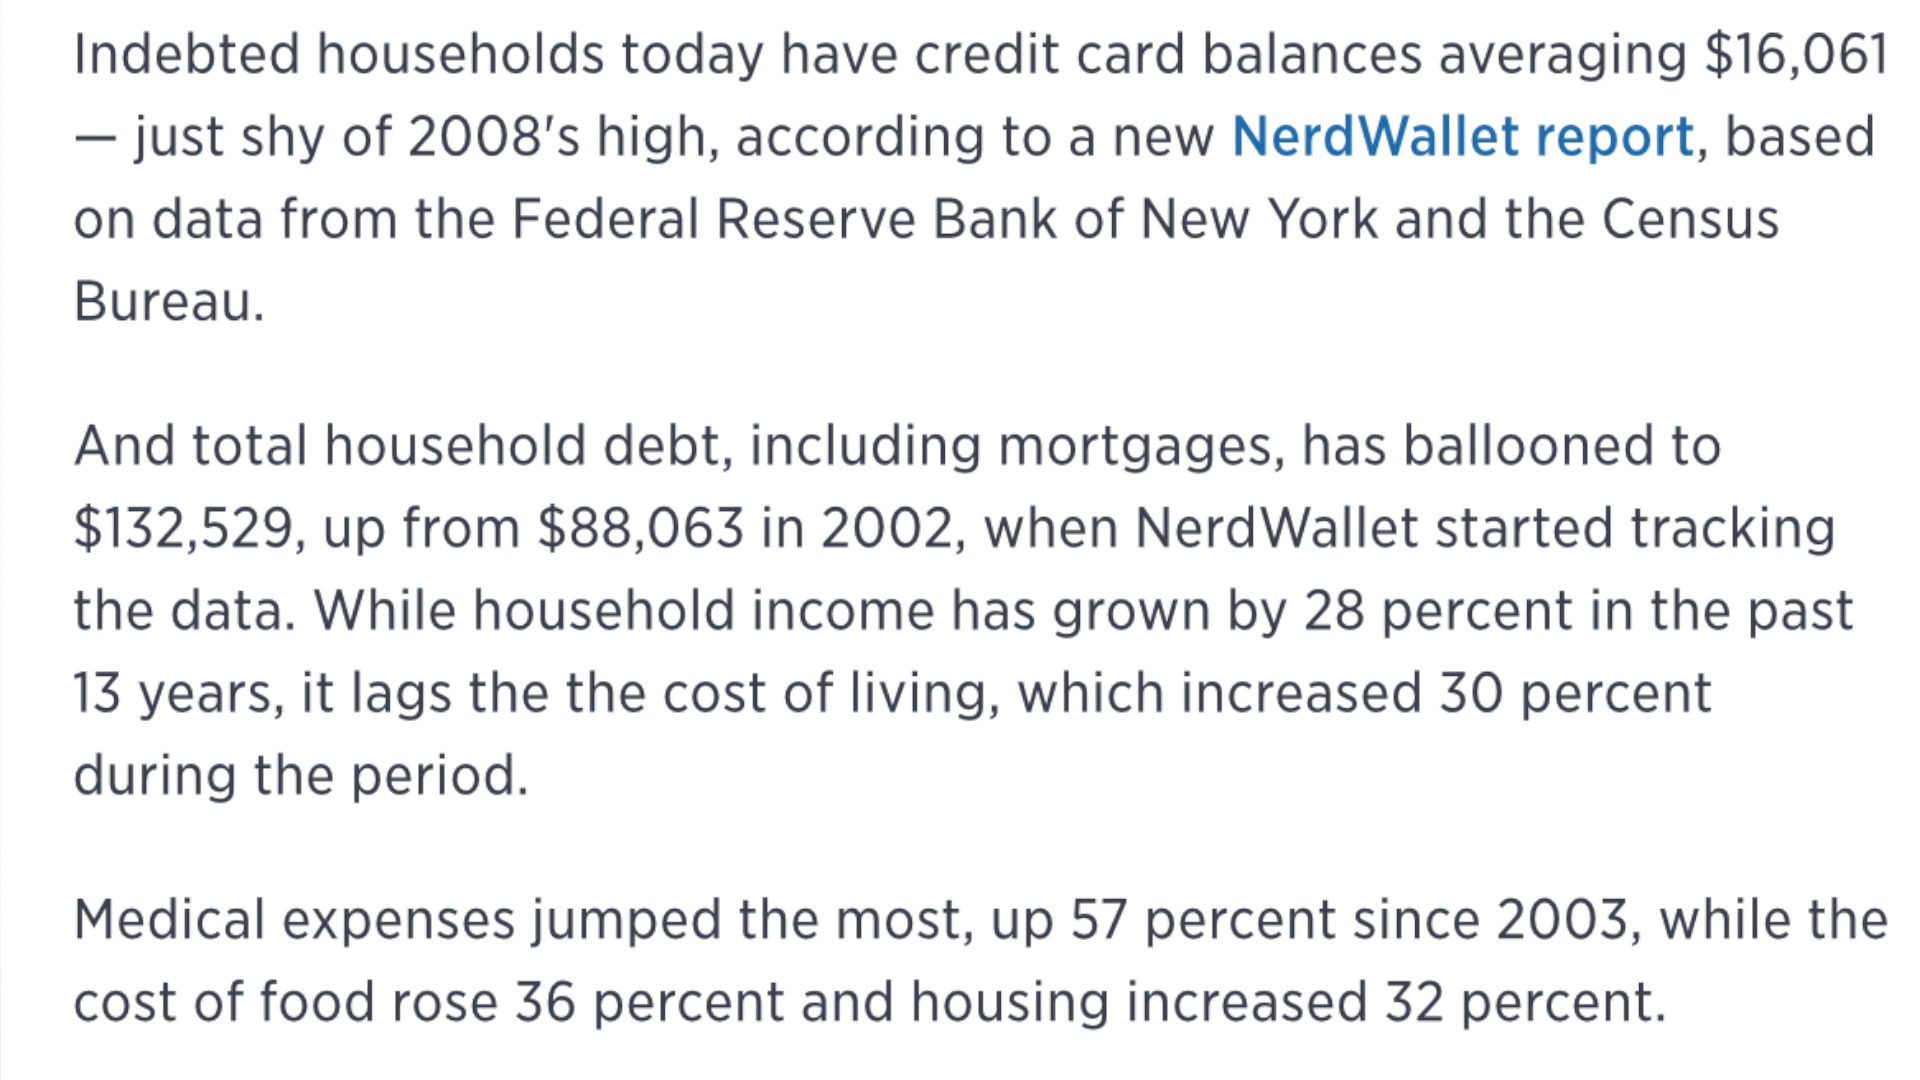 Indebted households today have credit card balances averaging $16,061
— just shy of 2008's high, according to a new NerdWallet report, based
on data from the Federal Reserve Bank of New York and the Census
Bureau.
And total household debt, including mortgages, has ballooned to
$132,529, up from $88,063 in 2002, when NerdWallet started tracking
the data. While household income has grown by 28 percent in the past
13 years, it lags the the cost of living, which increased 30 percent
during the period.
Medical expenses jumped the most, up 57 percent since 2003, while the
cost of food rose 36 percent and housing increased 32 percent.